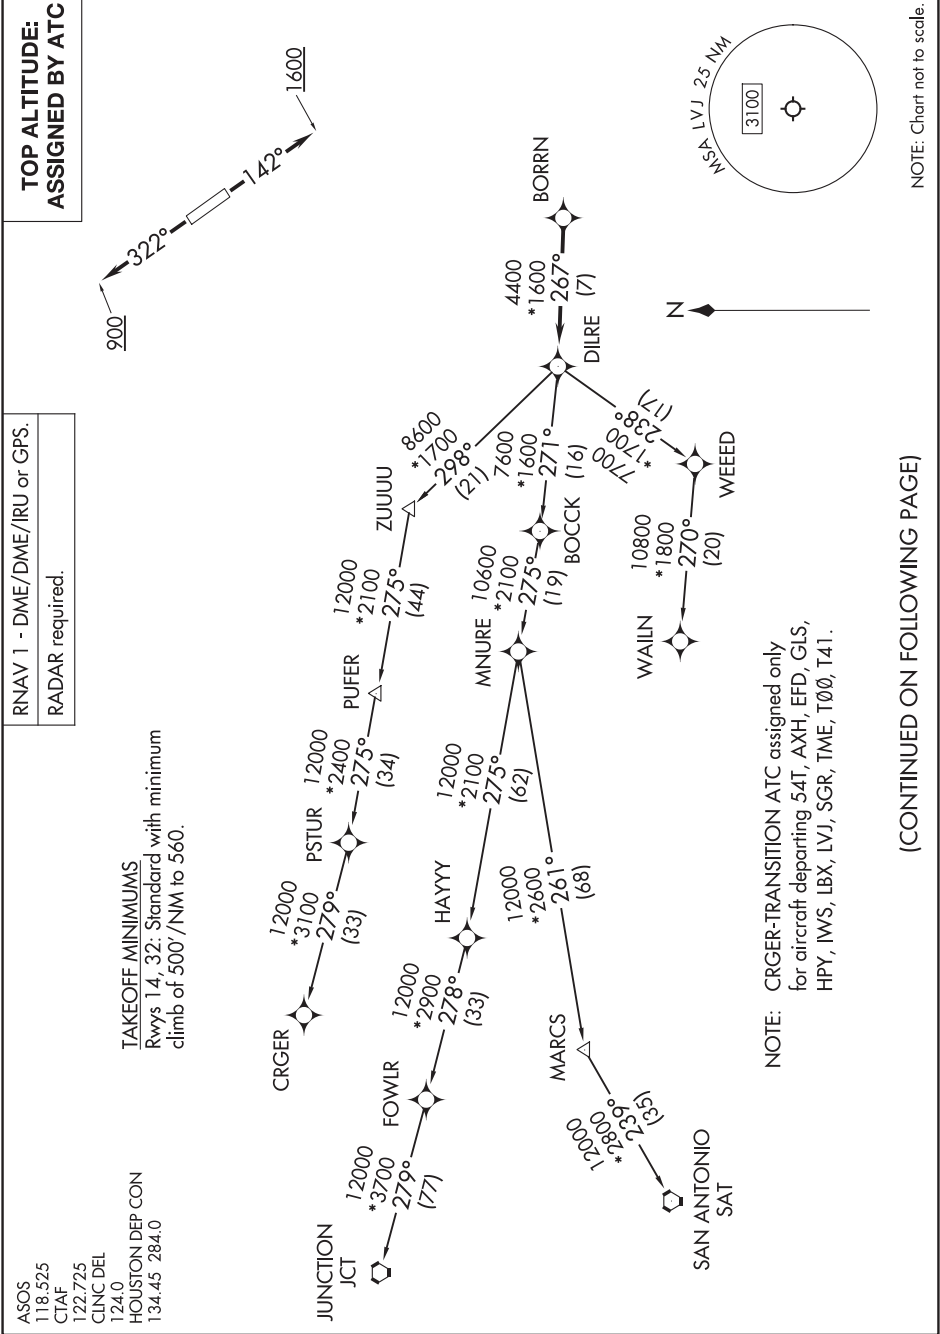 ASOS
118.525
CTAF
122.725
CLNC DEL
124.0
HOUSTON DEP CON
134.45 284.0
RNAV 1 - DME/DME/IRU or GPS.
RADAR required.
TOP ALTITUDE:
ASSIGNED BY ATC
TAKEOFF MINIMUMS
Rwys 14, 32: Standard with minimum
climb of 500'/NM to 560.
900
322°
142°
1600
CRGER
12000
*3100
279°
(33)
PSTUR
12000
*2400
275°
(34)
PUFER
12000
*2100
275°
(44)
ZUUUU
8600
*1700
298°
(21)
JUNCTION
JCT
12000
*3700
279°
(77)
FOWLR
12000
*2900
278°
(33)
HAYYY
12000
*2100
275°
(62)
MNURE
10600
*2100
275°
(19)
BOCCK
7600
*1600
271°
(16)
DILRE
4400
*1600
267°
(7)
BORRN
SAN ANTONIO
SAT
12000
*2800
239°
(35)
MARCS
12000
*2600
261°
(68)
WAILN
10800
*1800
270°
(20)
WEEED
7700
*1700
238°
(17)
N
MSA LVJ 25 NM
3100
NOTE: CRGER-TRANSITION ATC assigned only
for aircraft departing 54T, AXH, EFD, GLS,
HPY, IWS, LBX, LVJ, SGR, TME, T00, T41.
(CONTINUED ON FOLLOWING PAGE)
NOTE: Chart not to scale.